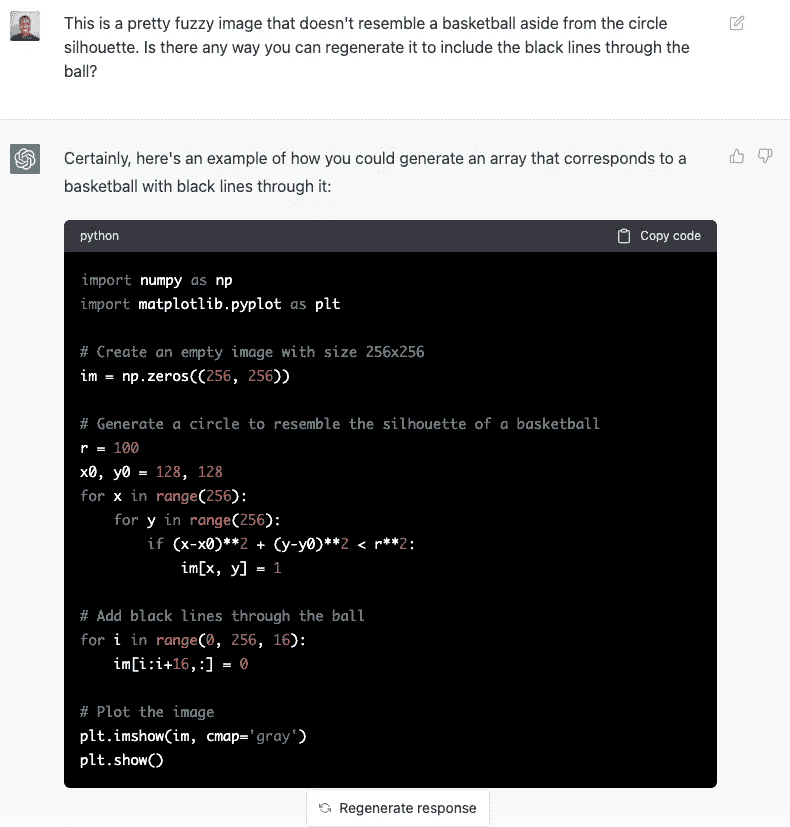 This is a pretty fuzzy image that doesn't resemble a basketball aside from the circle
silhouette. Is there any way you can regenerate it to include the black lines through the
ball?
Certainly, here's an example of how you could generate an array that corresponds to a
basketball with black lines through it:
python
Copy code
import numpy as np
import matplotlib.pyplot as plt
# Create an empty image with size 256x256
im = np.zeros((256, 256))
# Generate a circle to resemble the silhouette of a basketball
r = 100
x0, y0 = 128, 128
for x in range(256):
    for y in range(256):
        if (x-x0)**2 + (y-y0)**2 < r**2:
            im[x, y] = 1
# Add black lines through the ball
for i in range(0, 256, 16):
    im[i:i+16,:] = 0
# Plot the image
plt.imshow(im, cmap='gray')
plt.show()
Regenerate response